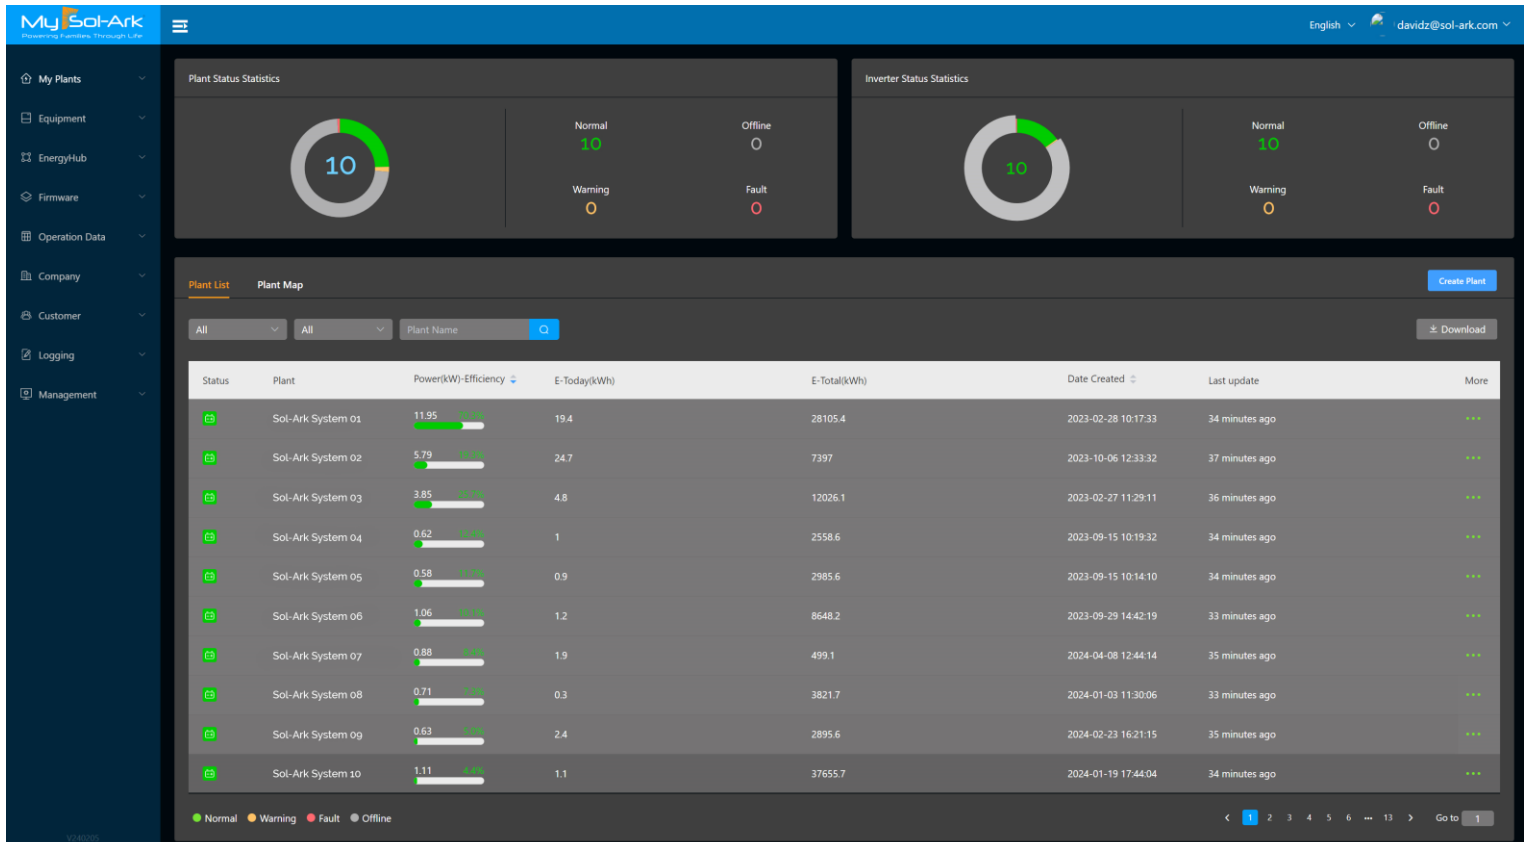 My Sol-Ark
Powering Families Through Life
English
davidz@sol-ark.com
My Plants
Equipment
EnergyHub
Firmware
Operation Data
Company
Customer
Logging
Management
V240205
Plant Status Statistics
10
Normal
10
Offline
0
Warning
0
Fault
0
Inverter Status Statistics
10
Normal
10
Offline
0
Warning
0
Fault
0
Plant List Plant Map
Create Plant
All All Plant Name
Download
Status Plant Power(kW)-Efficiency E-Today(kWh) E-Total(kWh) Date Created Last update More
Sol-Ark System 01 11.95 19.4 28105.4 2023-02-28 10:17:33 34 minutes ago
Sol-Ark System 02 5.79 24.7 7397 2023-10-06 12:33:32 37 minutes ago
Sol-Ark System 03 3.85 4.8 12026.1 2023-02-27 11:29:11 36 minutes ago
Sol-Ark System 04 0.62 1 2558.6 2023-09-15 10:19:32 34 minutes ago
Sol-Ark System 05 0.58 0.9 2985.6 2023-09-15 10:14:10 34 minutes ago
Sol-Ark System 06 1.06 1.2 8648.2 2023-09-29 14:42:19 33 minutes ago
Sol-Ark System 07 0.88 1.9 499.1 2024-04-08 12:44:14 35 minutes ago
Sol-Ark System 08 0.71 0.3 3821.7 2024-01-03 11:30:06 33 minutes ago
Sol-Ark System 09 0.63 2.4 2895.6 2024-02-23 16:21:15 35 minutes ago
Sol-Ark System 10 1.11 4.4% 1.1 37655.7 2024-01-19 17:44:04 34 minutes ago
Normal Warning Fault Offline
1 2 3 4 5 6 ••• 13 Go to 1